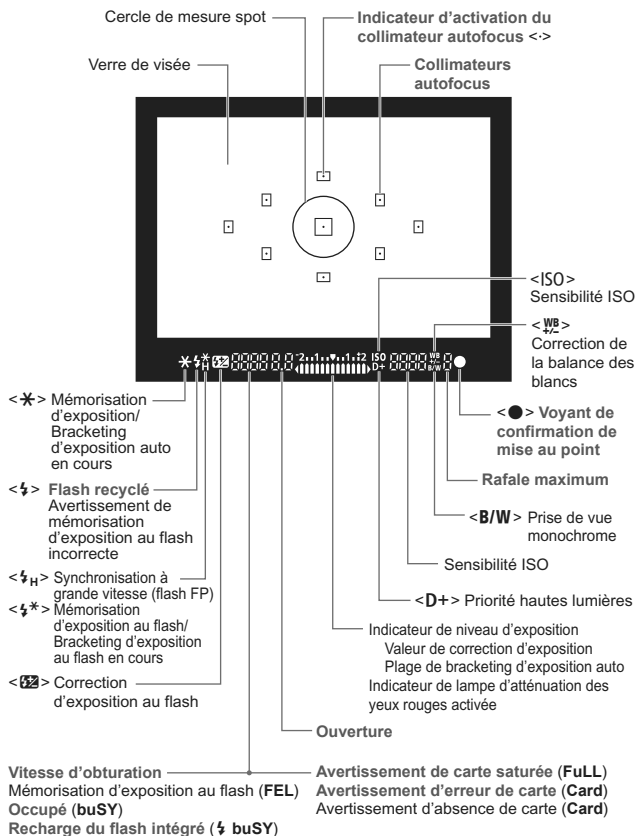 Cercle de mesure spot
Indicateur d’activation du
collimateur autofocus <·>
Verre de visée
Collimateurs
autofocus
<ISO>
Sensibilité ISO
<WB +/->
Correction de
la balance des
blancs
-2..1..▼..1..+2 ISO
D+
WB
+/-
B/W
H
<✱> Mémorisation
d’exposition/
Bracketing
d’exposition auto
en cours
<●> Voyant de
confirmation de
mise au point
<⚡> Flash recyclé
Avertissement de
mémorisation
d’exposition au flash
incorrecte
Rafale maximum
<B/W> Prise de vue
monochrome
Sensibilité ISO
<⚡H> Synchronisation à
grande vitesse (flash FP)
<⚡✱> Mémorisation
d’exposition au flash/
Bracketing d’exposition
au flash en cours
<D+> Priorité hautes lumières
Indicateur de niveau d’exposition
Valeur de correction d’exposition
Plage de bracketing d’exposition auto
Indicateur de lampe d’atténuation des
yeux rouges activée
<⚡±> Correction
d’exposition au flash
Ouverture
Vitesse d’obturation
Mémorisation d’exposition au flash (FEL)
Occupé (buSY)
Recharge du flash intégré (⚡ buSY)
Avertissement de carte saturée (FuLL)
Avertissement d’erreur de carte (Card)
Avertissement d’absence de carte (Card)